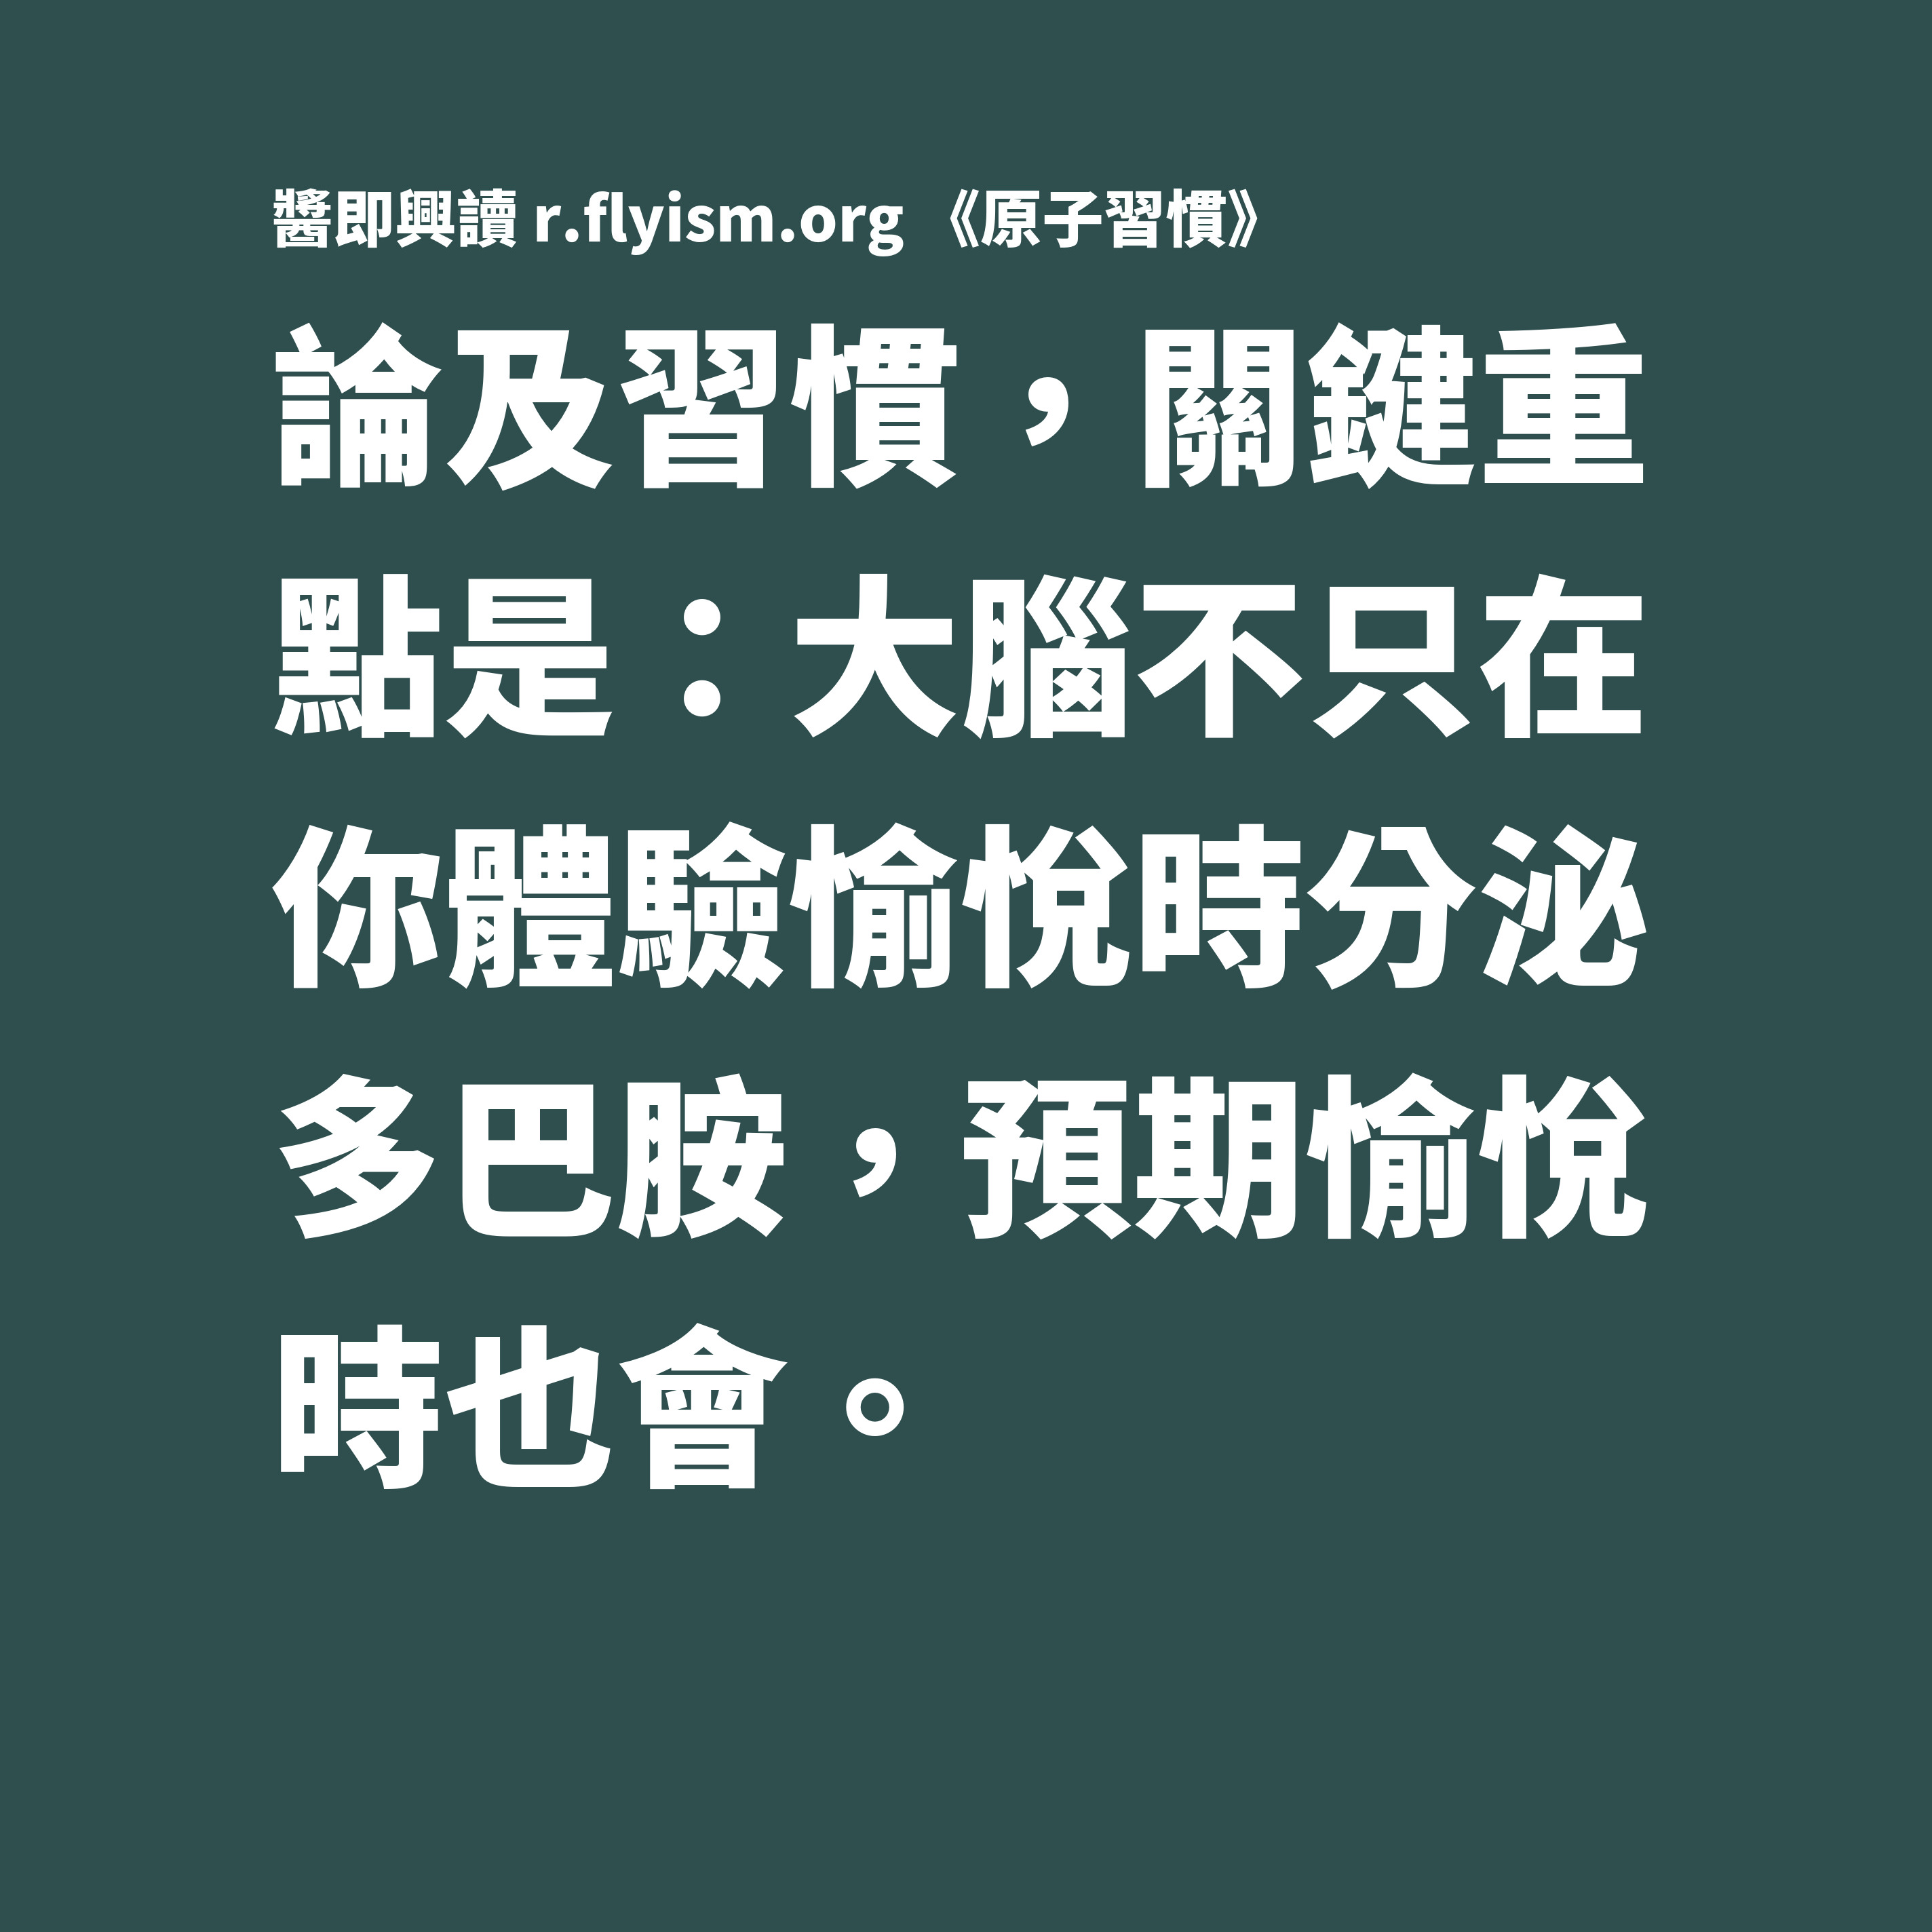 醫即興讀 r.flyism.org《原子習慣》
論及習慣，關鍵重
點是：大腦不只在
你體驗愉悅時分泌
多巴胺，預期愉悅
時也會。